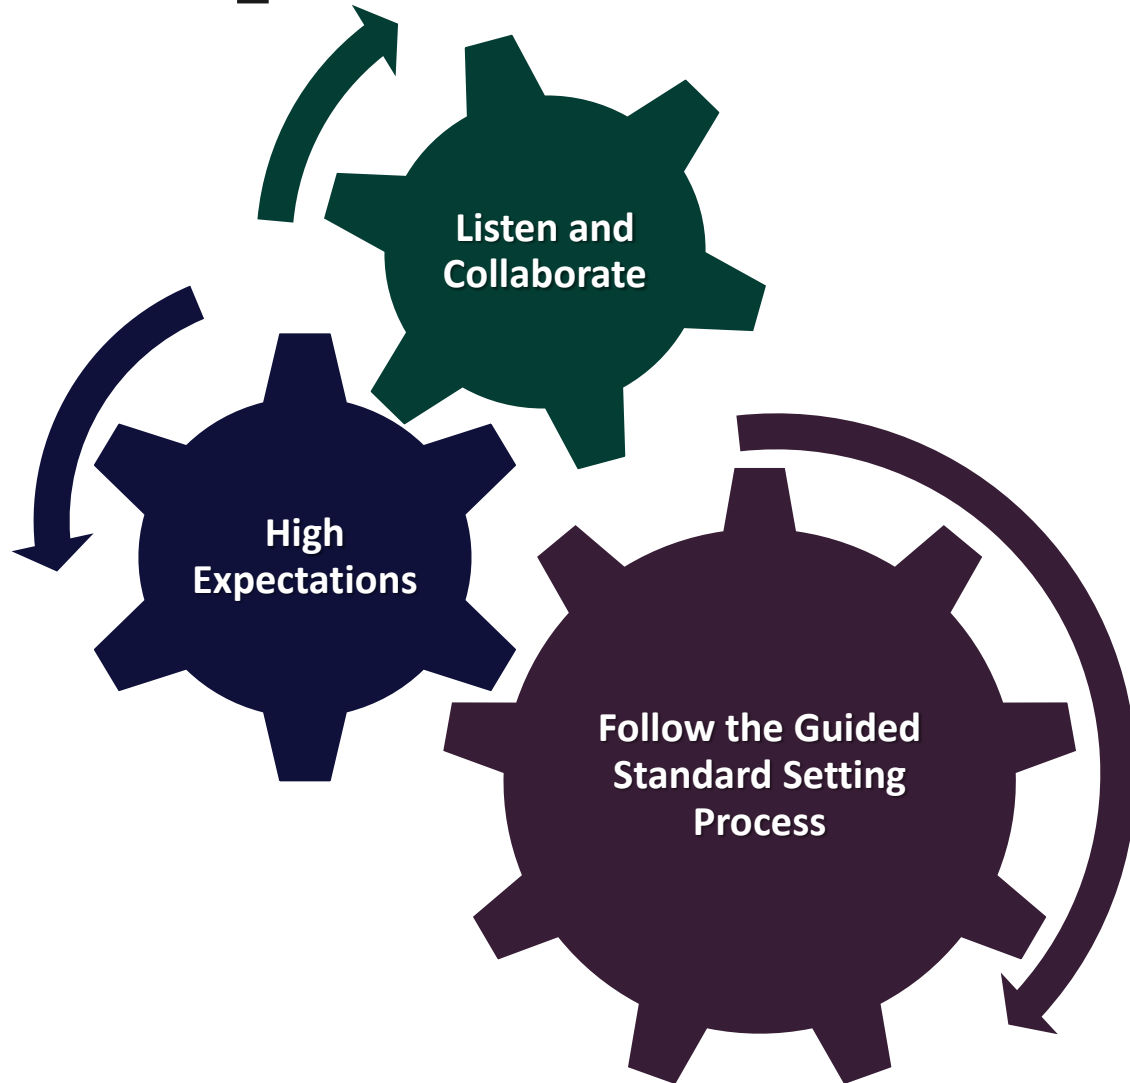 Listen and
Collaborate
High
Expectations
Follow the Guided
Standard Setting
Process